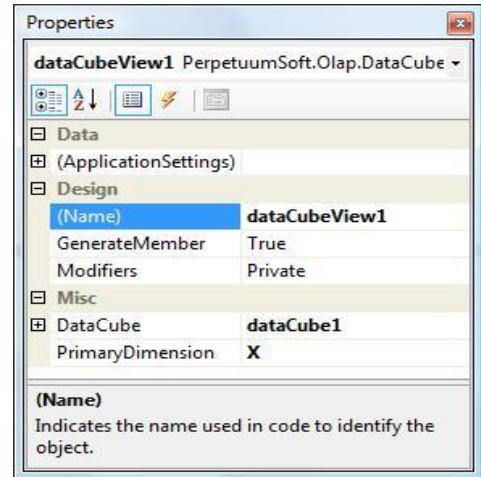 Properties
dataCubeView1 PerpetuumSoft.Olap.DataCube
Data
(ApplicationSettings)
Design
(Name) dataCubeView1
GenerateMember True
Modifiers Private
Misc
DataCube dataCube1
PrimaryDimension X
(Name)
Indicates the name used in code to identify the
object.